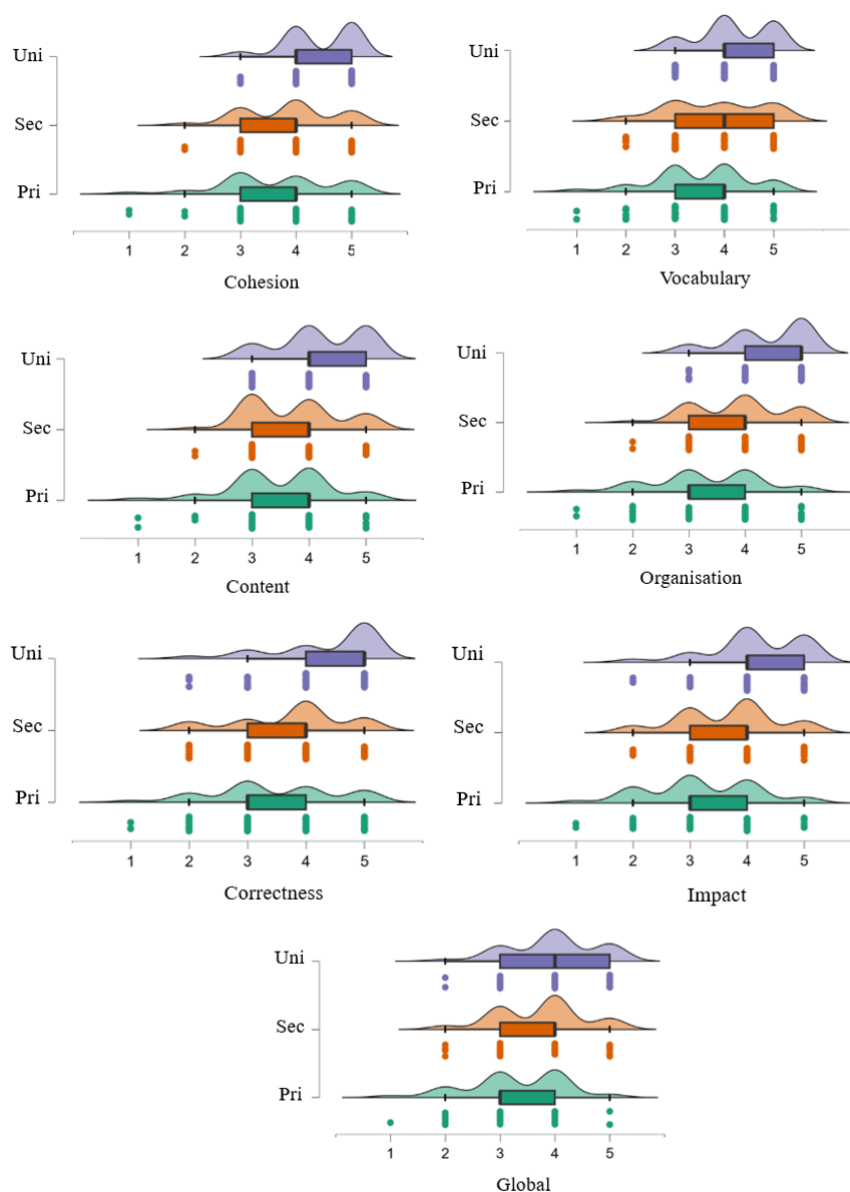 Uni
Sec
Pri
1 2 3 4 5
Cohesion
Uni
Sec
Pri
1 2 3 4 5
Vocabulary
Uni
Sec
Pri
1 2 3 4 5
Content
Uni
Sec
Pri
1 2 3 4 5
Organisation
Uni
Sec
Pri
1 2 3 4 5
Correctness
Uni
Sec
Pri
1 2 3 4 5
Impact
Uni
Sec
Pri
1 2 3 4 5
Global